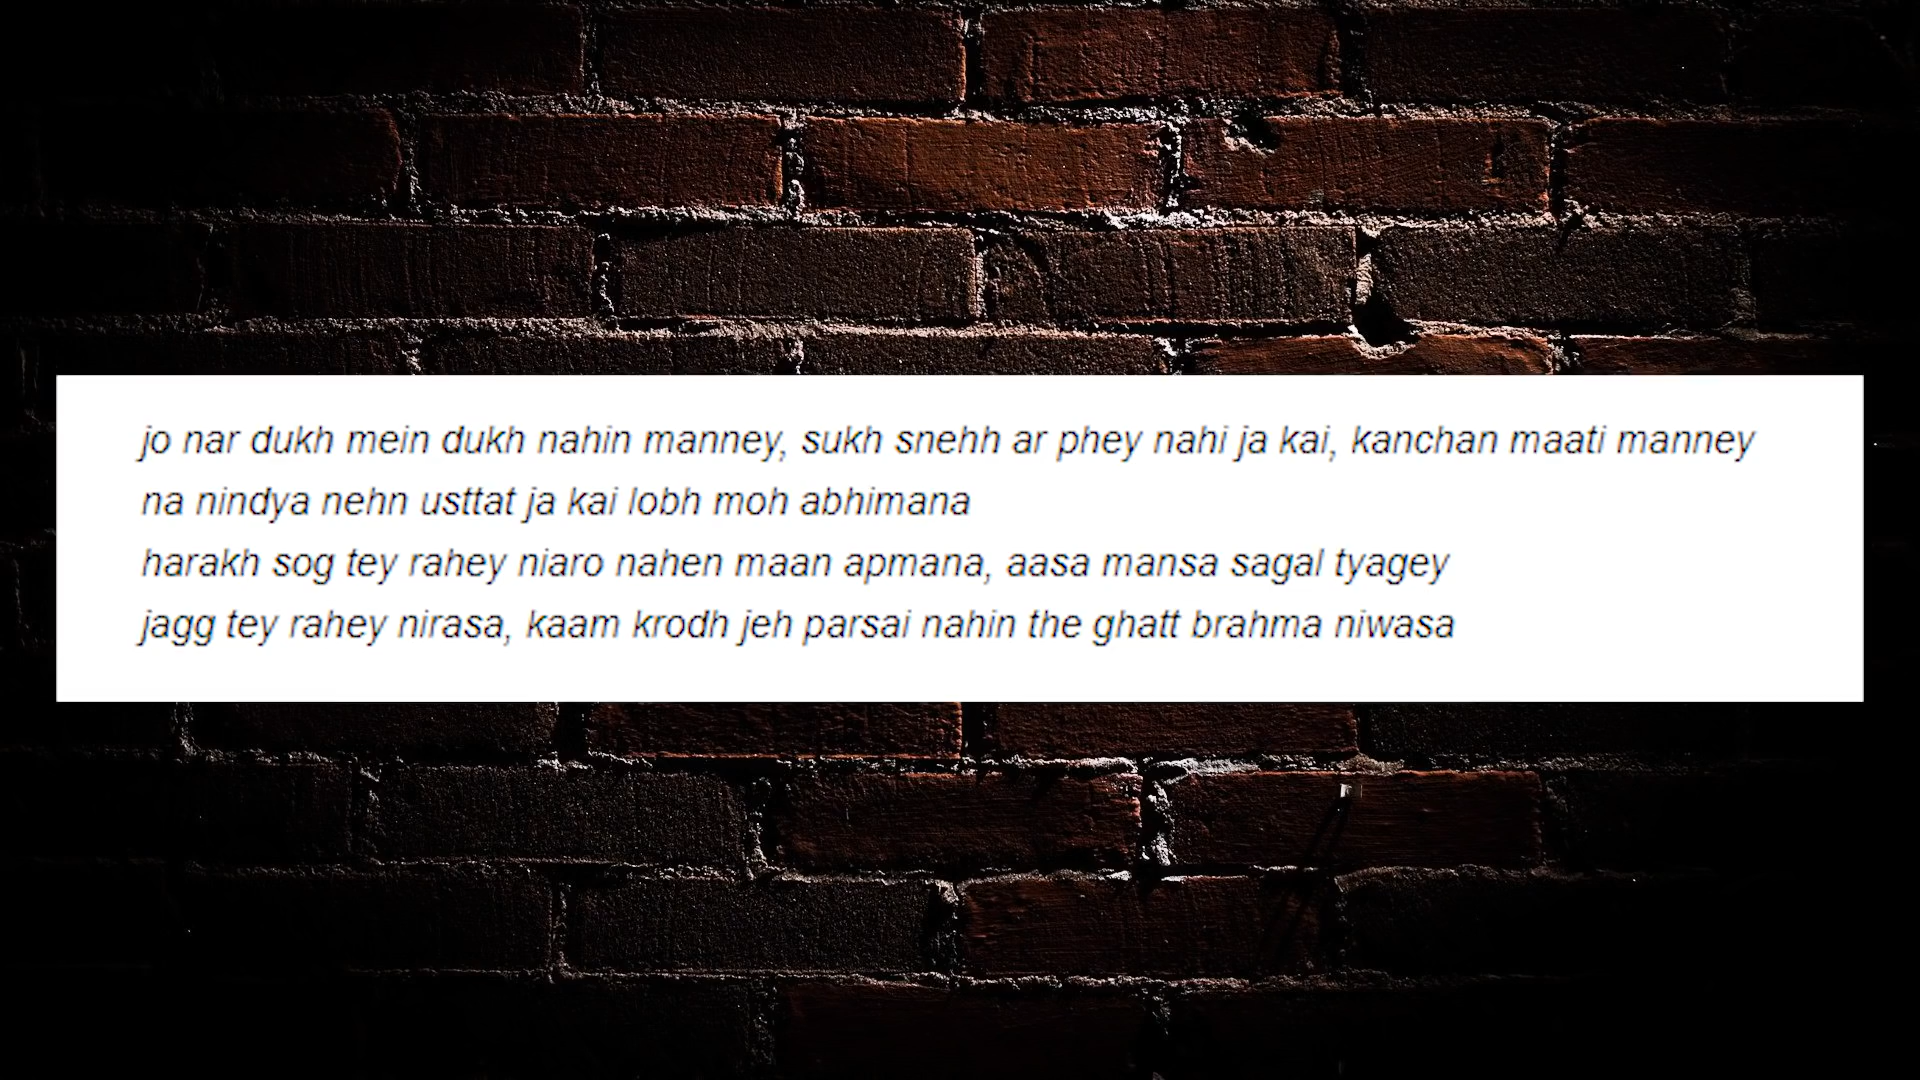 jo nar dukh mein dukh nahin manney, sukh snehh ar phey nahi ja kai, kanchan maati manney
na nindya nehn usttat ja kai lobh moh abhimana
harakh sog tey rahey niaro nahen maan apmana, aasa mansa sagal tyagey
jagg tey rahey nirasa, kaam krodh jeh parsai nahin the ghatt brahma niwasa